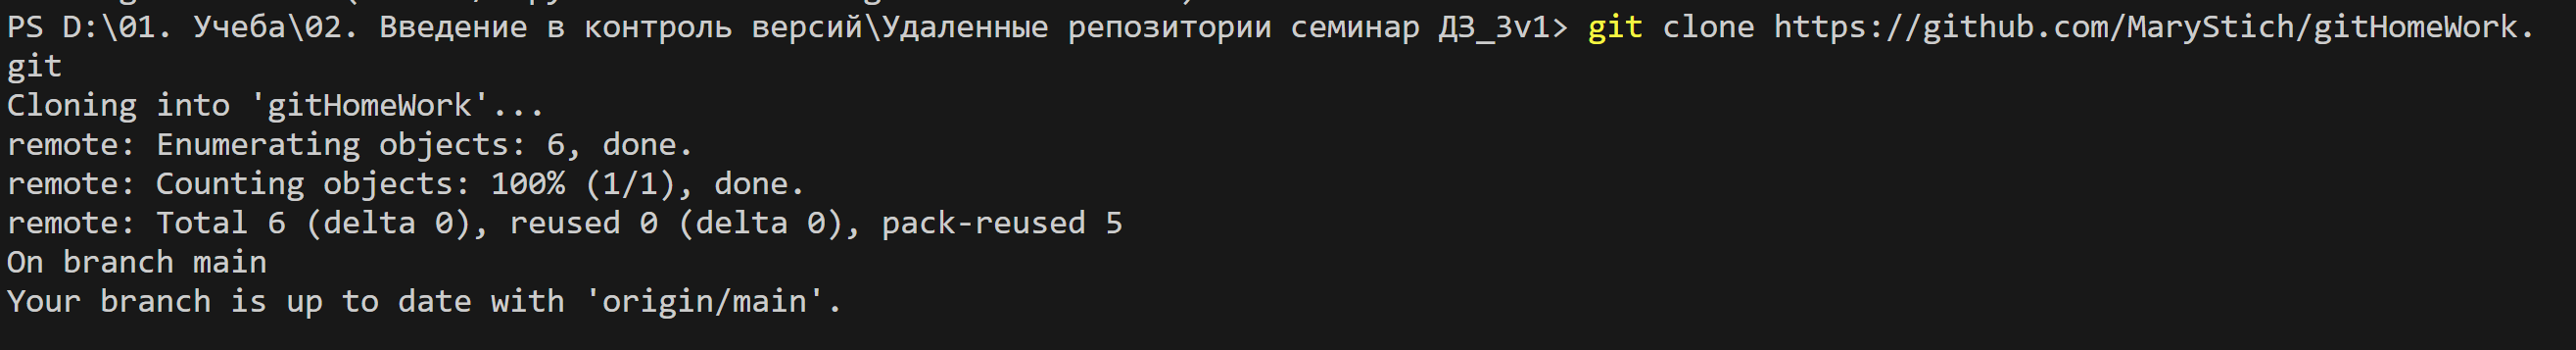 PS D:\01. Учеба\02. Введение в контроль версий\Удаленные репозитории семинар ДЗ_3v1> git clone https://github.com/MaryStich/gitHomeWork.
git
Cloning into 'gitHomeWork'...
remote: Enumerating objects: 6, done.
remote: Counting objects: 100% (1/1), done.
remote: Total 6 (delta 0), reused 0 (delta 0), pack-reused 5
On branch main
Your branch is up to date with 'origin/main'.